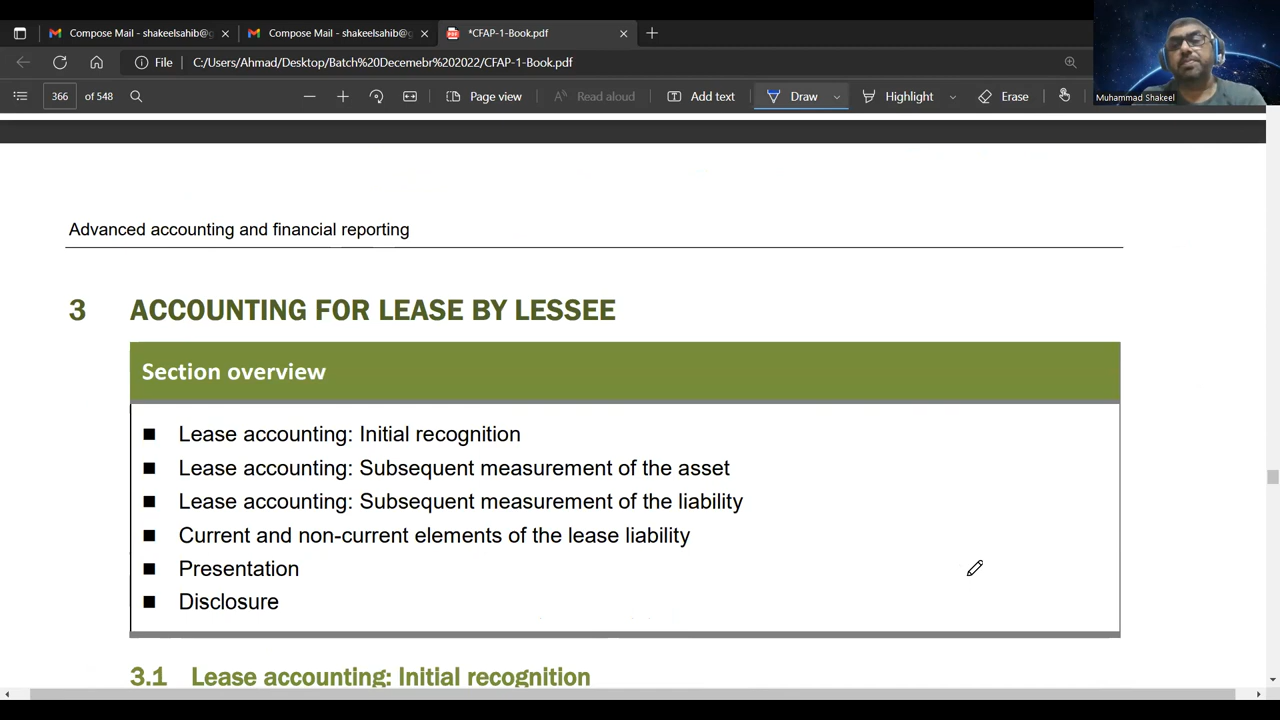 Compose Mail - shakeelsahib@g
Compose Mail - shakeelsahib@g
*CFAP-1-Book.pdf
File C:/Users/Ahmad/Desktop/Batch%20Decemebr%202022/CFAP-1-Book.pdf
366 of 548 Page view Read aloud Add text Draw Highlight Erase
Muhammad Shakeel
Advanced accounting and financial reporting
3 ACCOUNTING FOR LEASE BY LESSEE
Section overview
■ Lease accounting: Initial recognition
■ Lease accounting: Subsequent measurement of the asset
■ Lease accounting: Subsequent measurement of the liability
■ Current and non-current elements of the lease liability
■ Presentation
■ Disclosure
3.1 Lease accounting: Initial recognition